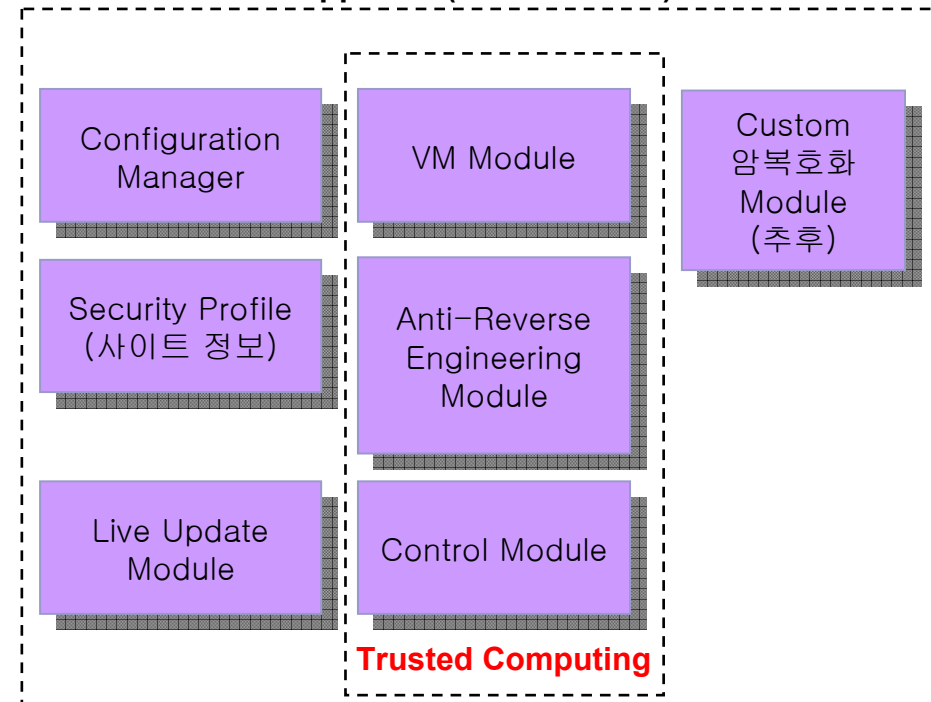 Configuration
Manager
VM Module
Custom
암복호화
Module
(추후)
Security Profile
(사이트 정보)
Anti-Reverse
Engineering
Module
Live Update
Module
Control Module
Trusted Computing